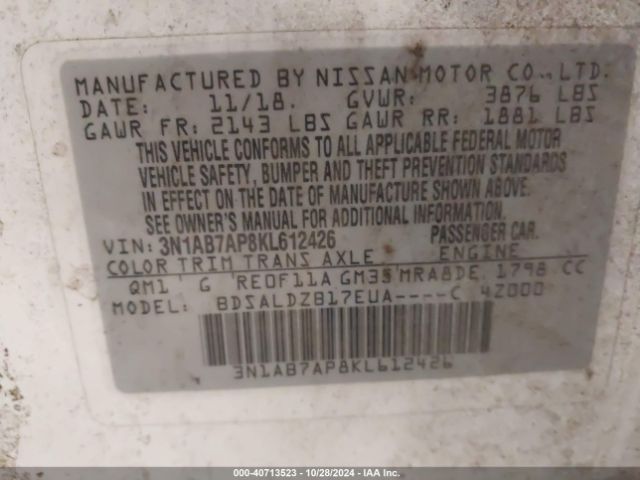 MANUFACTURED BY NISSAN MOTOR CO., LTD.
DATE: 11/18. GVWR: 3876 LBS
GAWR FR: 2143 LBS GAWR RR: 1881 LBS
THIS VEHICLE CONFORMS TO ALL APPLICABLE FEDERAL MOTOR
VEHICLE SAFETY, BUMPER AND THEFT PREVENTION STANDARDS
IN EFFECT ON THE DATE OF MANUFACTURE SHOWN ABOVE.
SEE OWNER'S MANUAL FOR ADDITIONAL INFORMATION
VIN: 3N1AB7AP8KL612426 PASSENGER CAR.
COLOR TRIM TRANS AXLE ENGINE
QM1 G RE0F11A GM35 MRA8DE 1798 CC
MODEL: BDSALDZB17EUA----C 4Z000
3N1AB7AP8KL612426
000-40713523 - 10/28/2024 - IAA Inc.